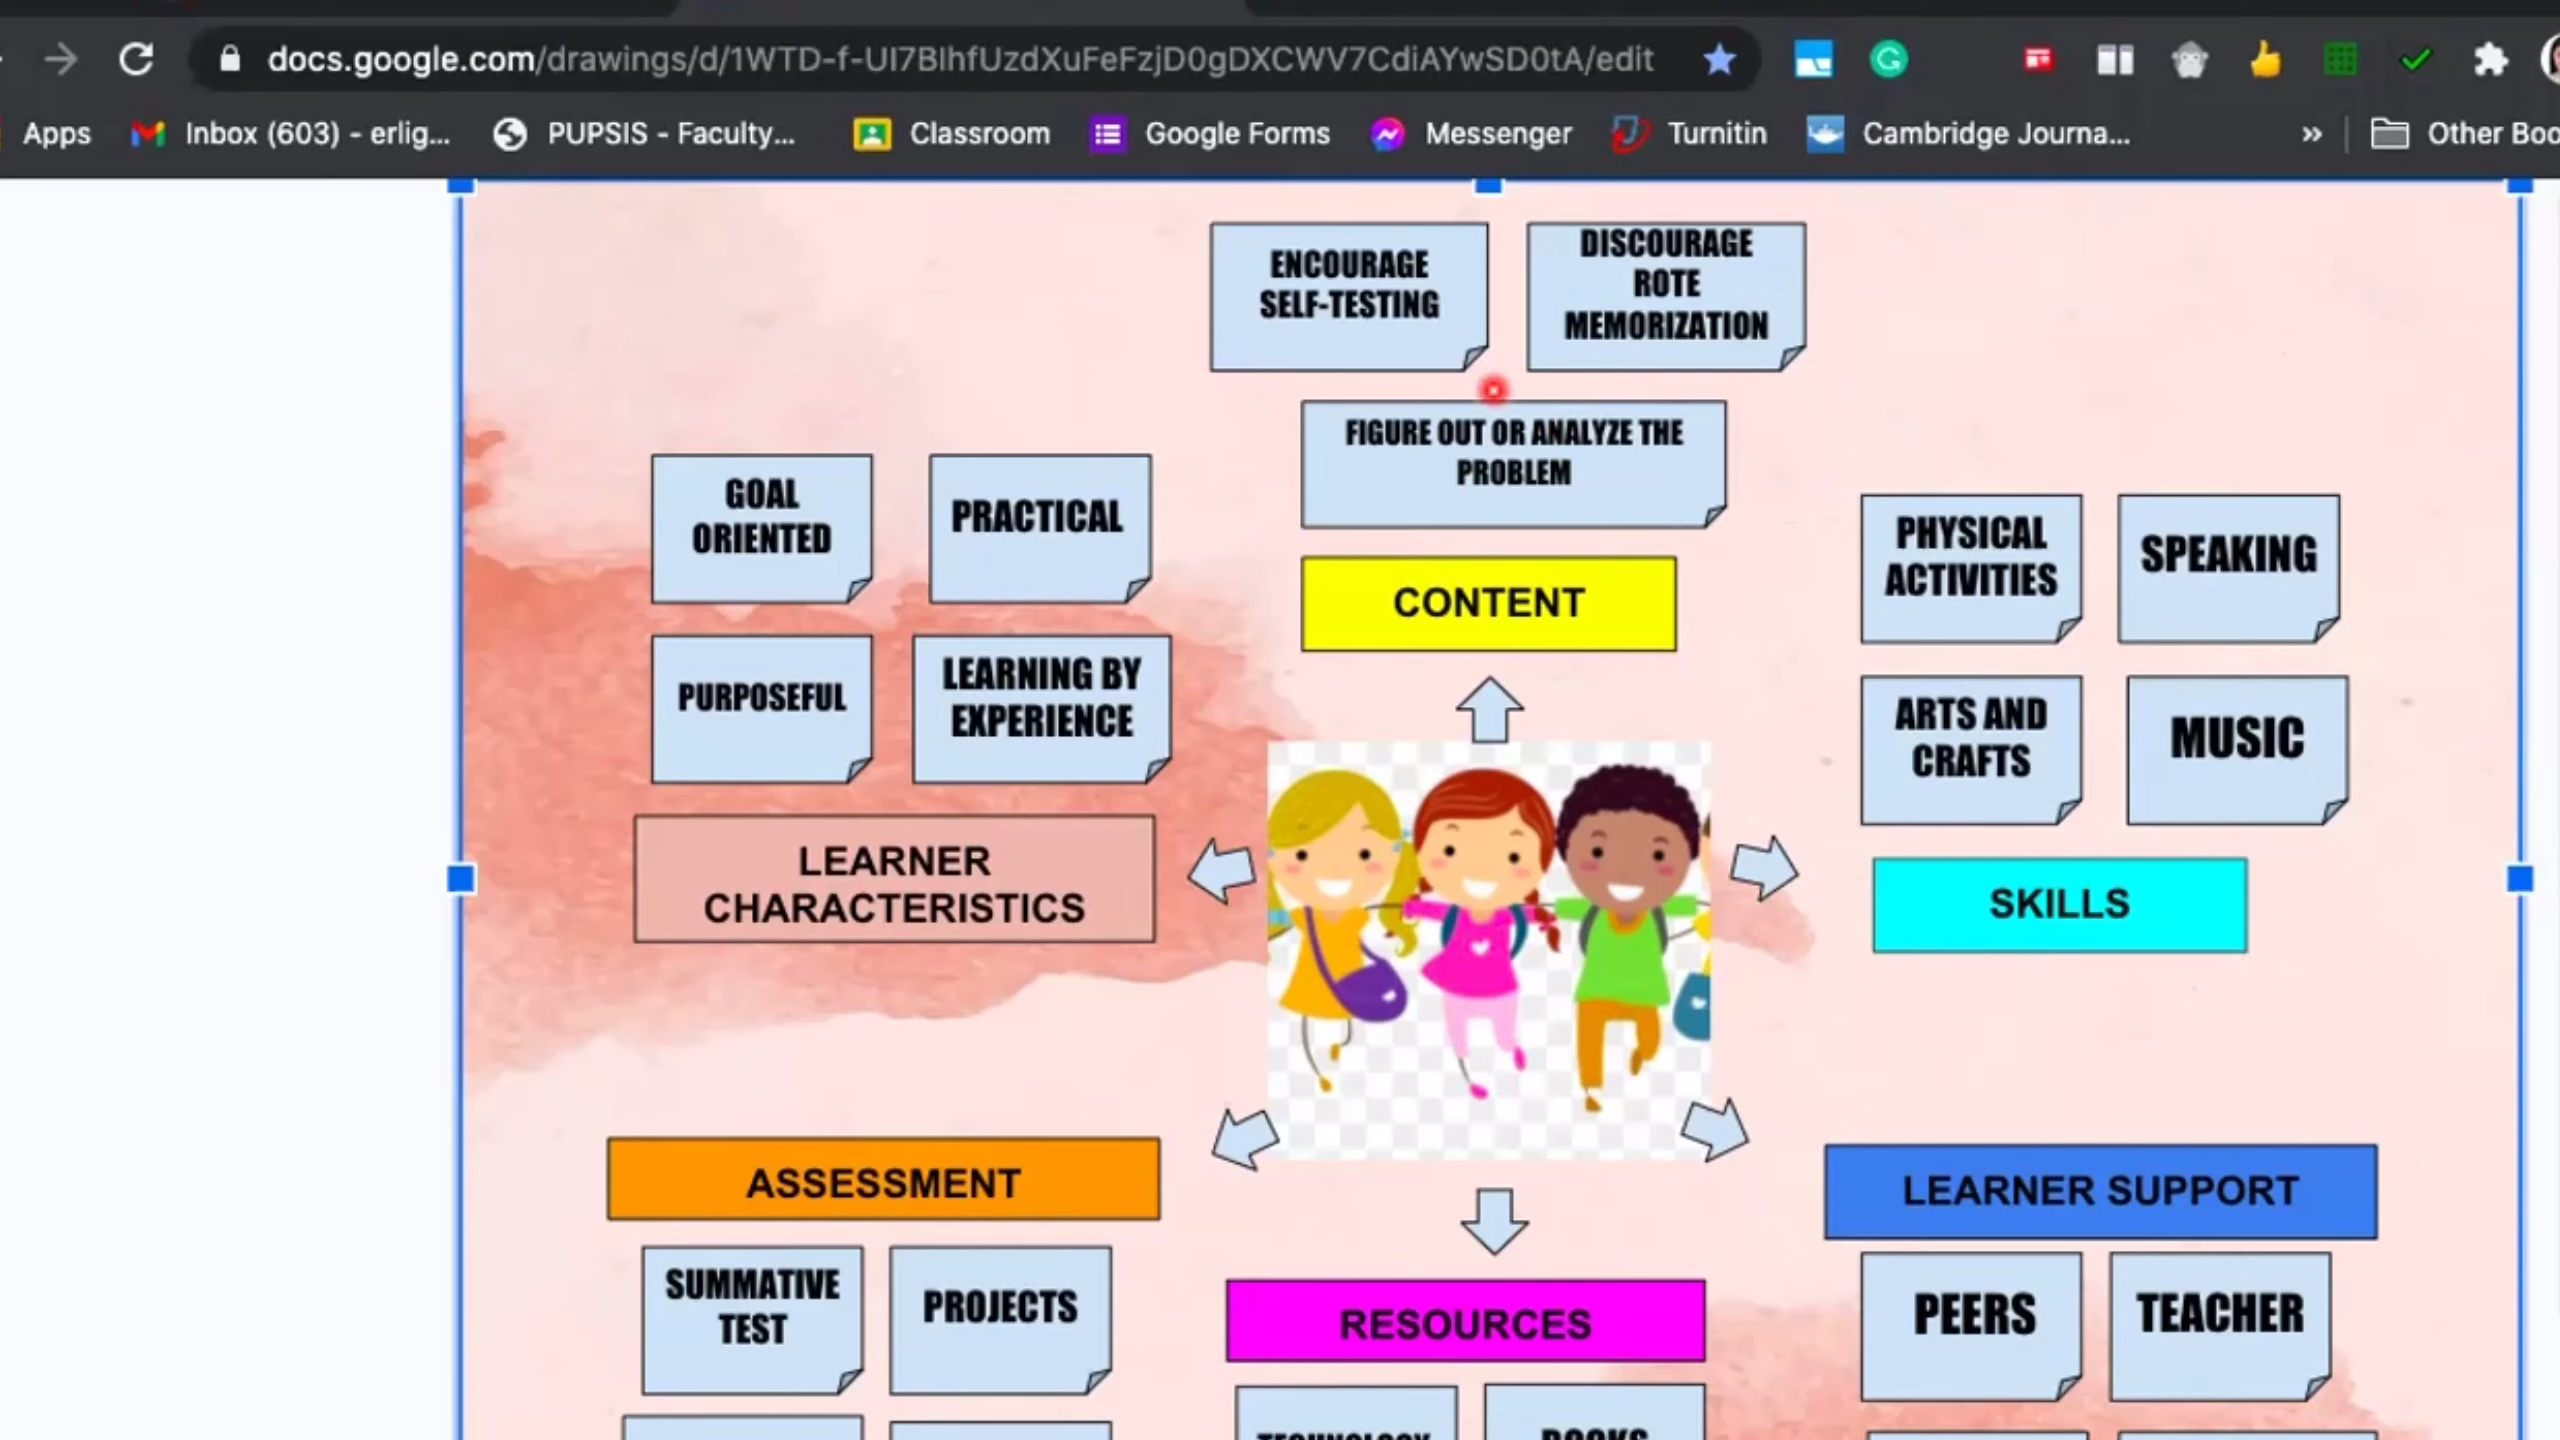 docs.google.com/drawings/d/1WTD-f-UI7BIhfUzdXuFeFzjD0gDXCWV7CdiAYwSD0tA/edit
Apps
Inbox (603) - erlig...
PUPSIS - Faculty...
Classroom
Google Forms
Messenger
Turnitin
Cambridge Journa...
»
Other Boo
ENCOURAGE
SELF-TESTING
DISCOURAGE
ROTE
MEMORIZATION
FIGURE OUT OR ANALYZE THE
PROBLEM
CONTENT
GOAL
ORIENTED
PRACTICAL
PURPOSEFUL
LEARNING BY
EXPERIENCE
LEARNER
CHARACTERISTICS
PHYSICAL
ACTIVITIES
SPEAKING
ARTS AND
CRAFTS
MUSIC
SKILLS
ASSESSMENT
SUMMATIVE
TEST
PROJECTS
RESOURCES
TECHNOLOGY
BOOKS
LEARNER SUPPORT
PEERS
TEACHER